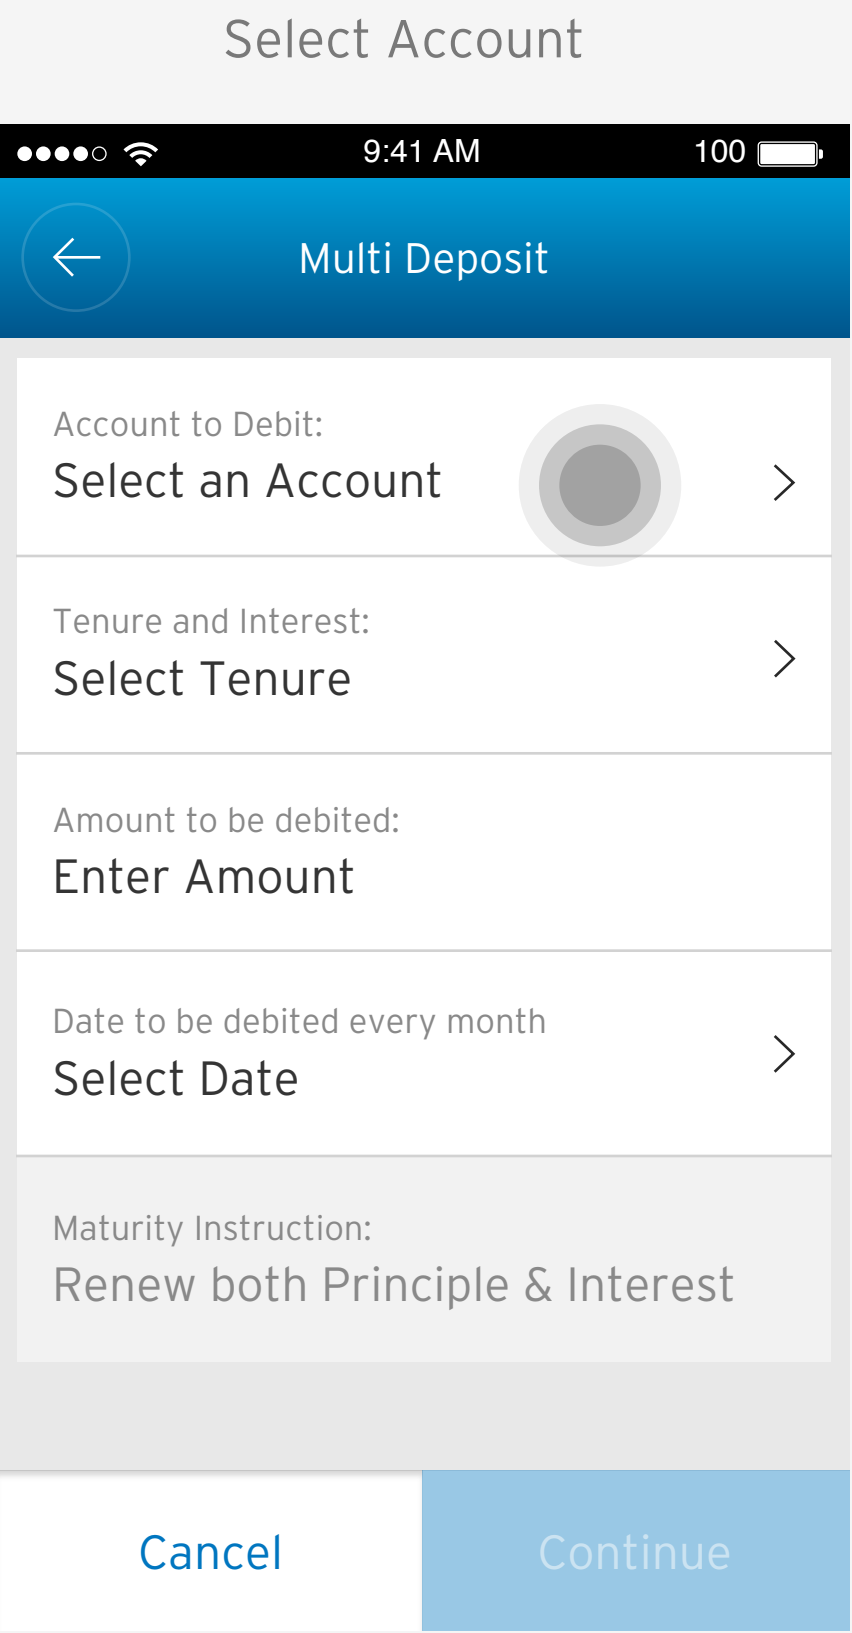 Select Account
9:41 AM
100
Multi Deposit
Account to Debit:
Select an Account
Tenure and Interest:
Select Tenure
Amount to be debited:
Enter Amount
Date to be debited every month
Select Date
Maturity Instruction:
Renew both Principle & Interest
Cancel
Continue